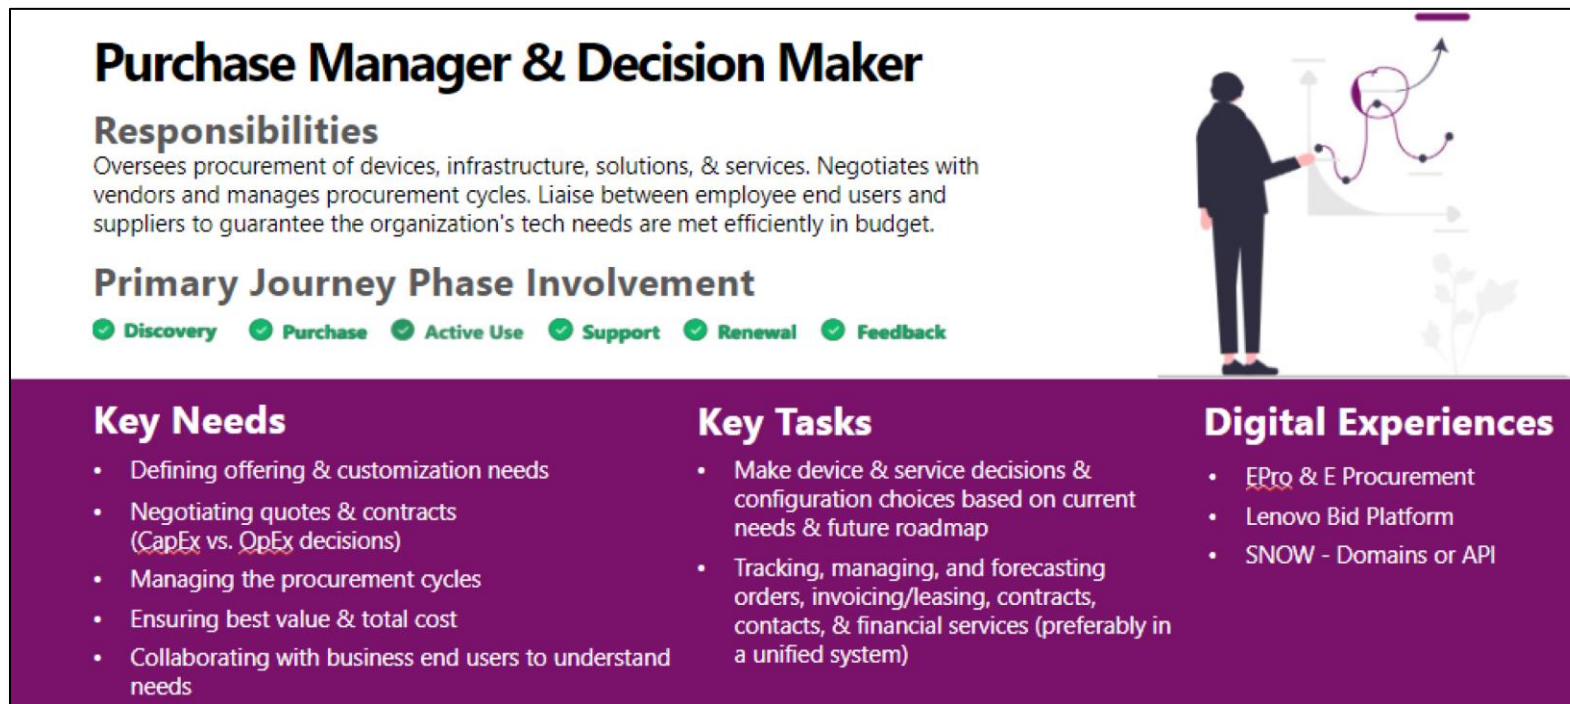 Purchase Manager & Decision Maker
Responsibilities
Oversees procurement of devices, infrastructure, solutions, & services. Negotiates with
vendors and manages procurement cycles. Liaise between employee end users and
suppliers to guarantee the organization's tech needs are met efficiently in budget.
Primary Journey Phase Involvement
Discovery Purchase Active Use Support Renewal Feedback
Key Needs
• Defining offering & customization needs
• Negotiating quotes & contracts
(CapEx vs. OpEx decisions)
• Managing the procurement cycles
• Ensuring best value & total cost
• Collaborating with business end users to understand
needs
Key Tasks
• Make device & service decisions &
configuration choices based on current
needs & future roadmap
• Tracking, managing, and forecasting
orders, invoicing/leasing, contracts,
contacts, & financial services (preferably in
a unified system)
Digital Experiences
• EPro & E Procurement
• Lenovo Bid Platform
• SNOW - Domains or API